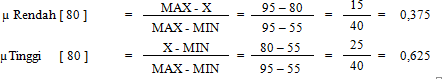 µ Rendah [ 80 ] = MAX - X / MAX - MIN = 95 – 80 / 95 – 55 = 15 / 40 = 0,375
µ Tinggi [ 80 ] = X - MIN / MAX - MIN = 80 – 55 / 95 – 55 = 25 / 40 = 0,625